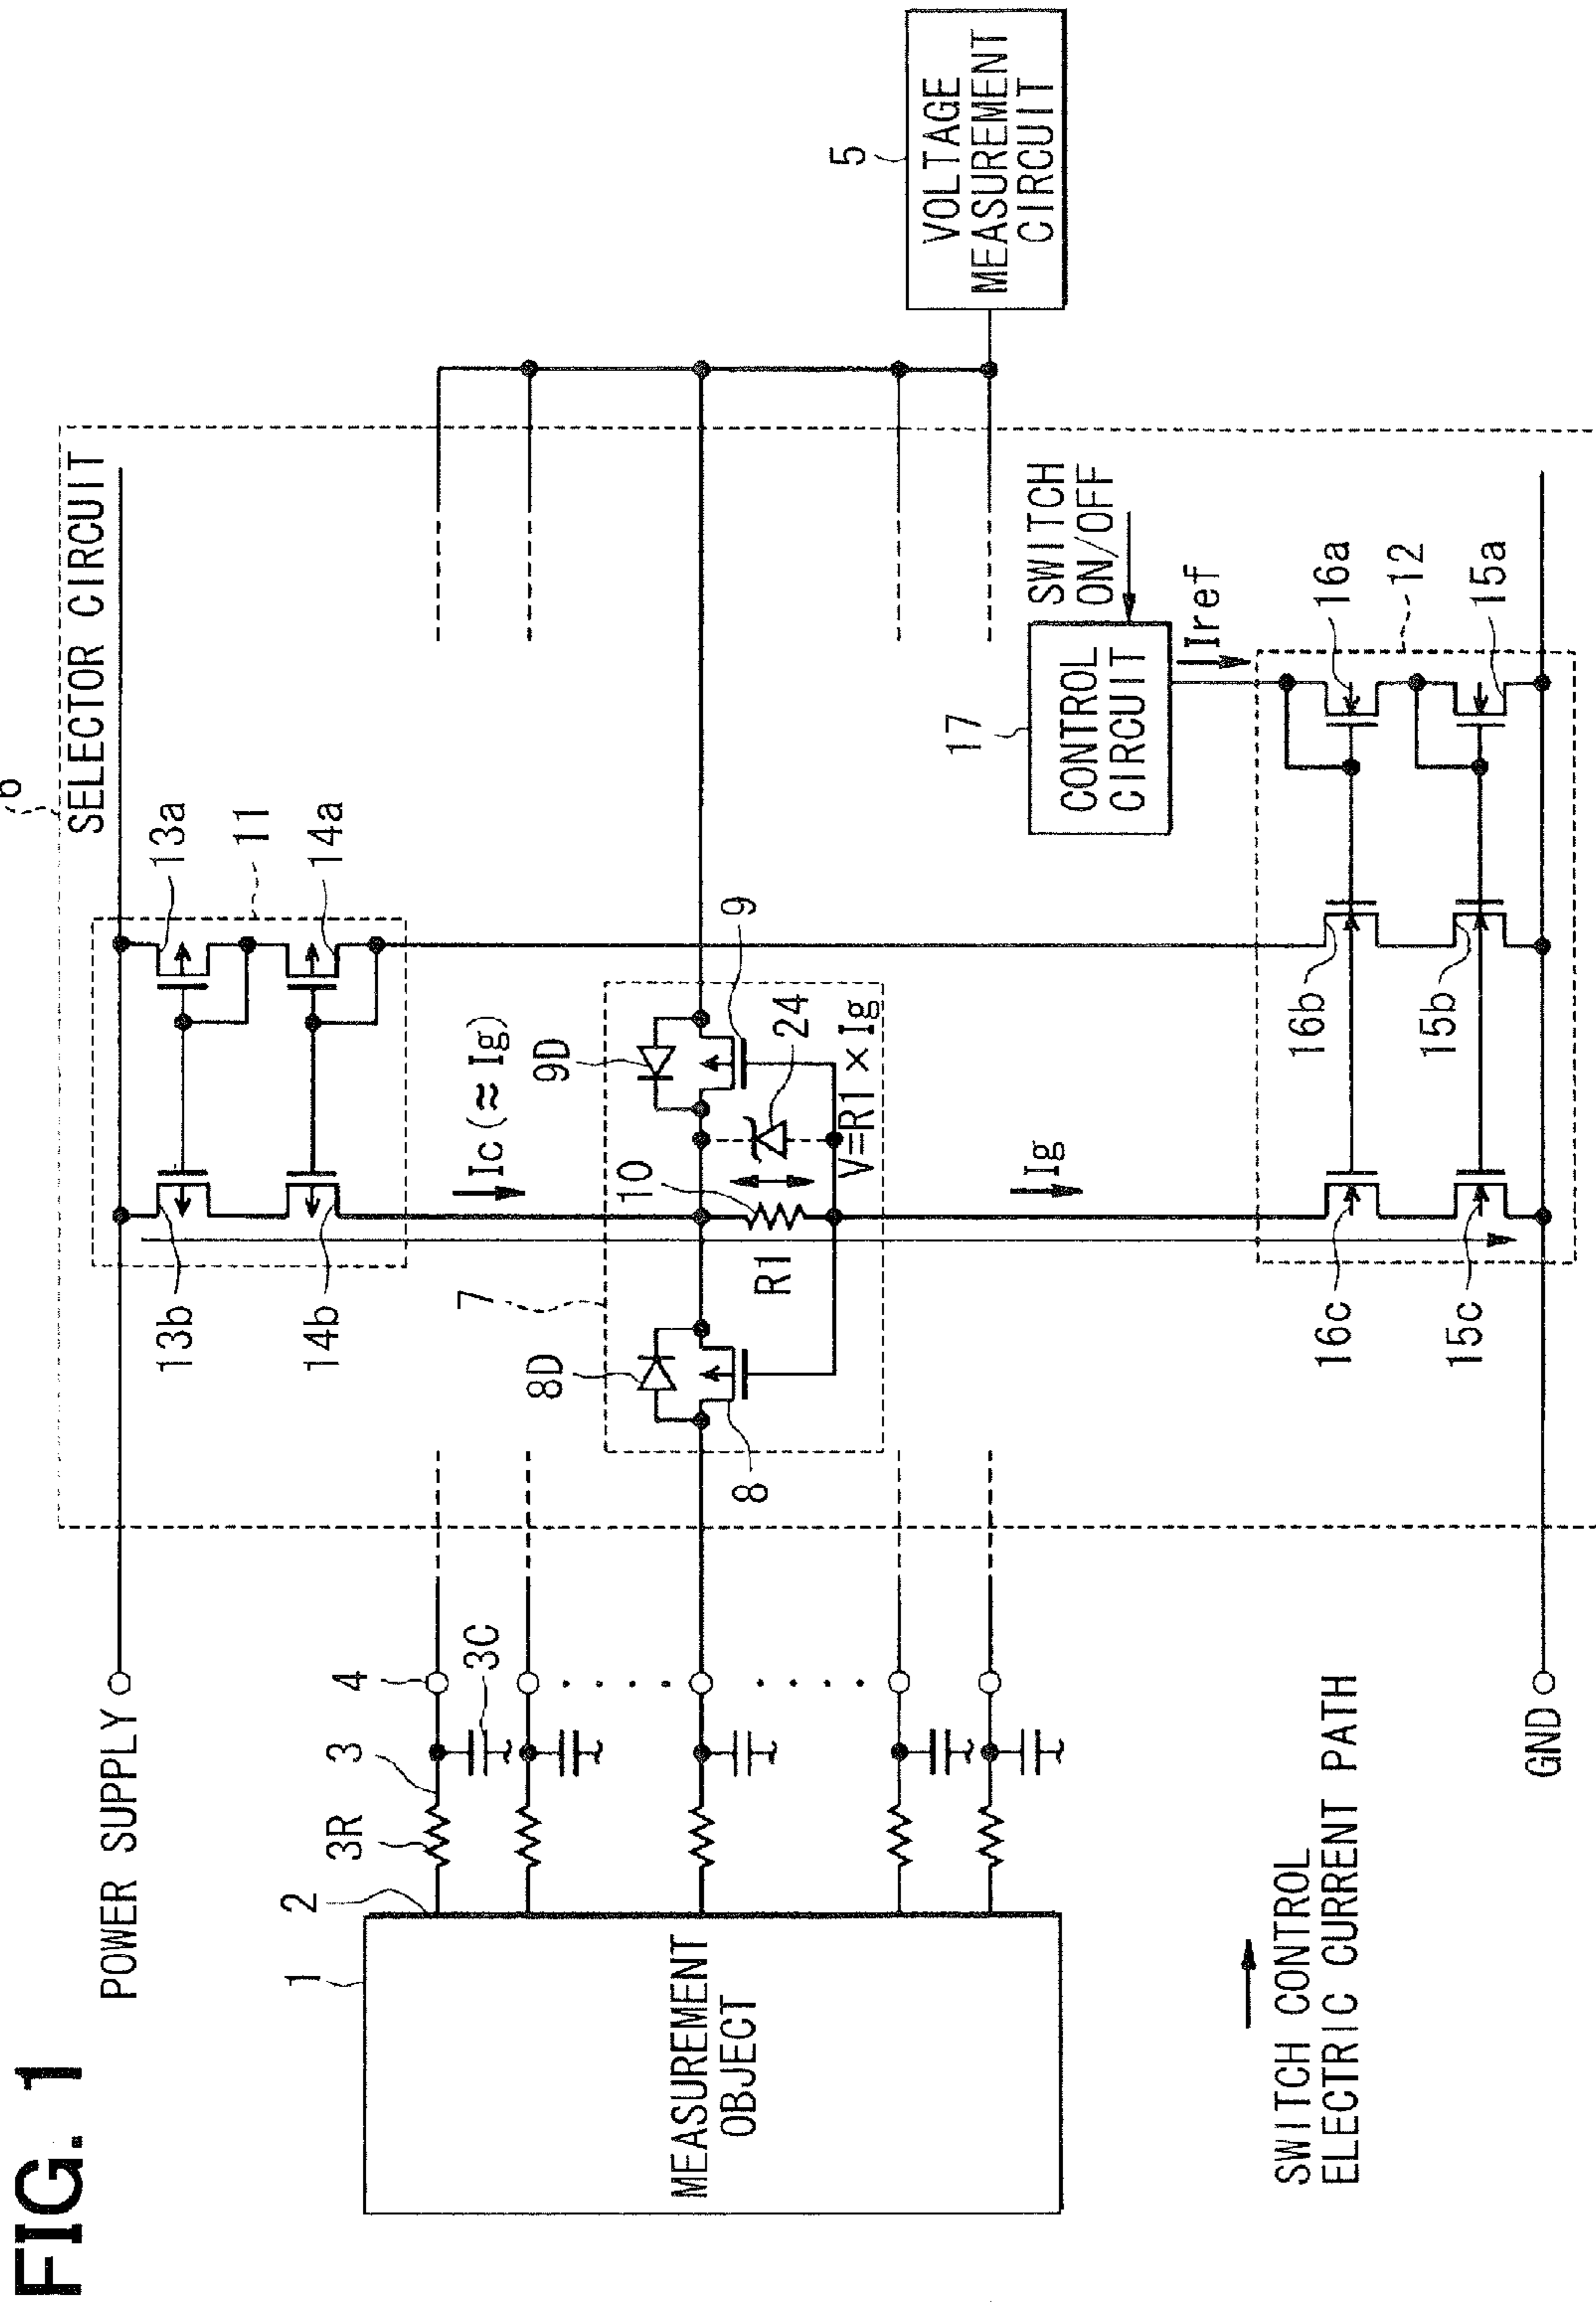 FIG. 1
6
SELECTOR CIRCUIT
POWER SUPPLY
13a
11
14a
13b
14b
Ic (≈ Ig)
1
2
3R
3
4
3C
MEASUREMENT
OBJECT
7
8D
8
9D
9
10
24
R1
V=R1 × Ig
Ig
5
VOLTAGE
MEASUREMENT
CIRCUIT
SWITCH
ON/OFF
17
CONTROL
CIRCUIT
Iref
16a
12
15a
16b
15b
16c
15c
GND
SWITCH CONTROL
ELECTRIC CURRENT PATH